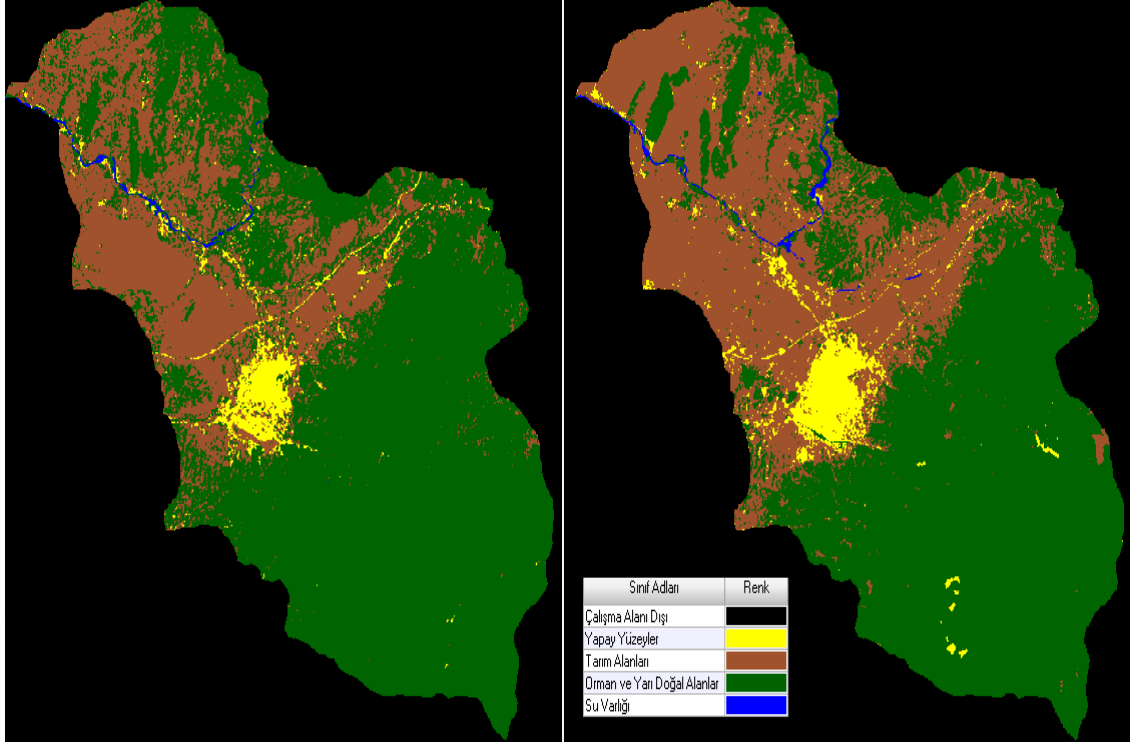 Sınıf Adları Renk
Çalışma Alanı Dışı
Yapay Yüzeyler
Tarım Alanları
Orman ve Yarı Doğal Alanlar
Su Varlığı